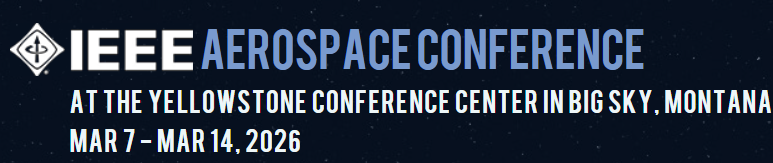 IEEE AEROSPACE CONFERENCE
AT THE YELLOWSTONE CONFERENCE CENTER IN BIG SKY, MONTANA
MAR 7 - MAR 14, 2026